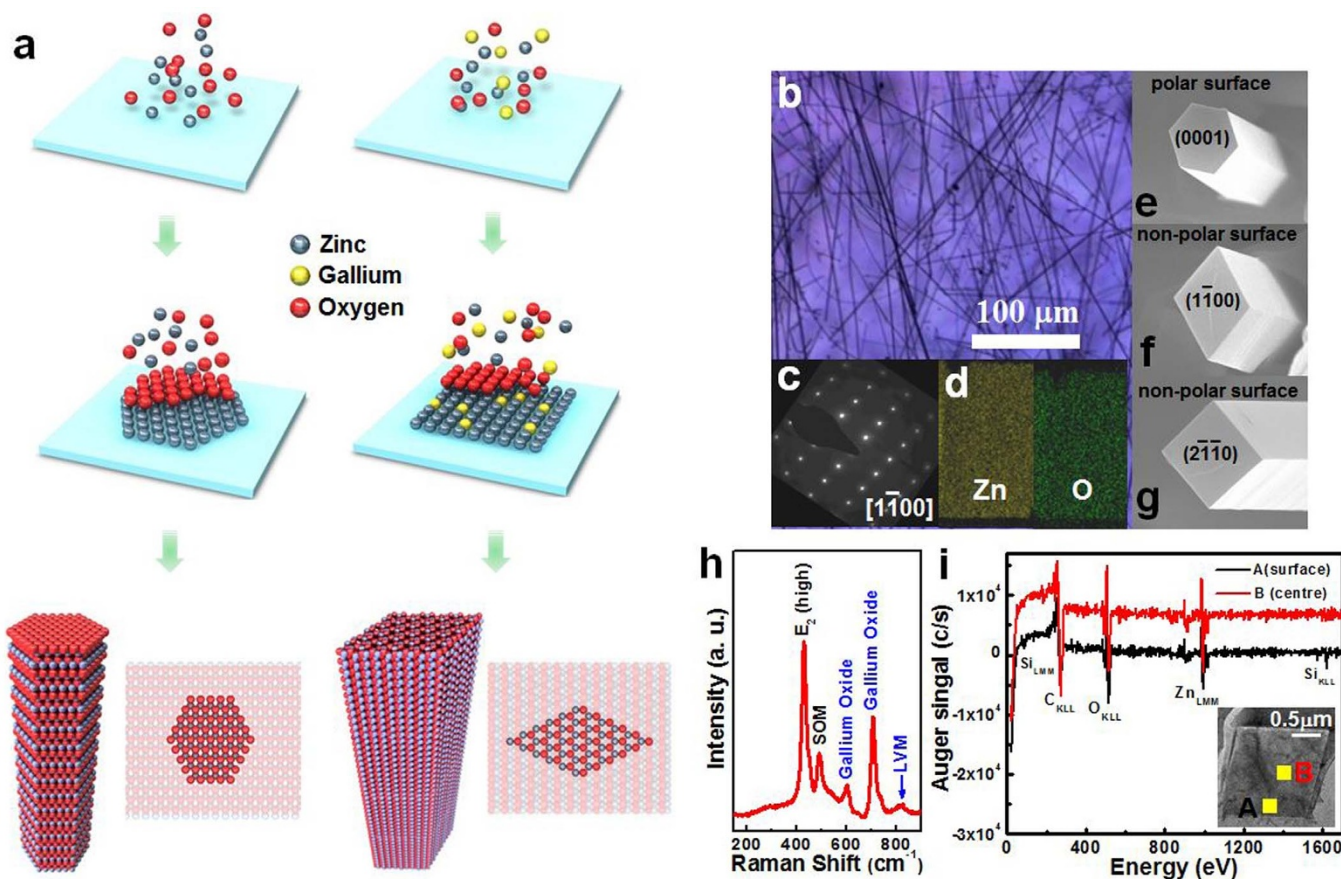 a
Zinc
Gallium
Oxygen
b
100 μm
c
[11̄00]
d
Zn
O
polar surface
(0001)
e
non-polar surface
(11̄00)
f
non-polar surface
(21̄1̄0)
g
h
Intensity (a. u.)
E2 (high)
SOM
Gallium Oxide
Gallium Oxide
LVM
200 400 600 800
Raman Shift (cm-1)
i
Auger singal (c/s)
A(surface)
B (centre)
1x10^4
0
-1x10^4
-2x10^4
-3x10^4
SiLMM
CKLL
OKLL
ZnLMM
SiKLL
0.5μm
B
A
0 400 800 1200 1600
Energy (eV)